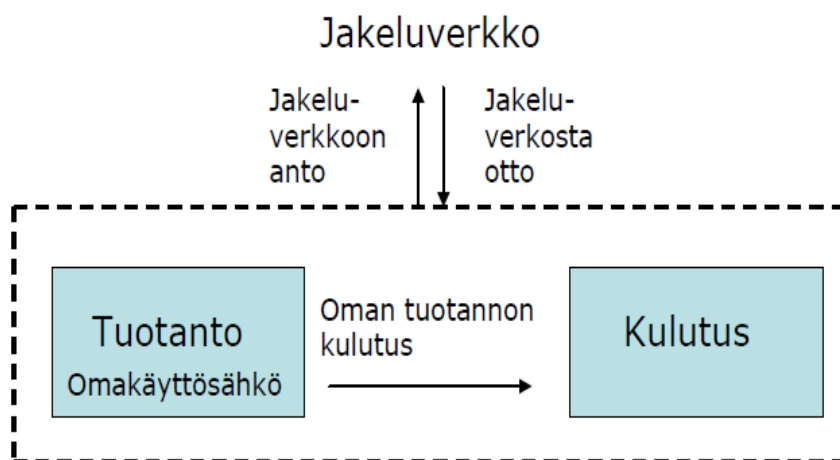 Jakeluverkko
Jakelu-
verkkoon
anto
Jakelu-
verkosta
otto
Tuotanto
Omakäyttösähkö
Oman tuotannon
kulutus
Kulutus